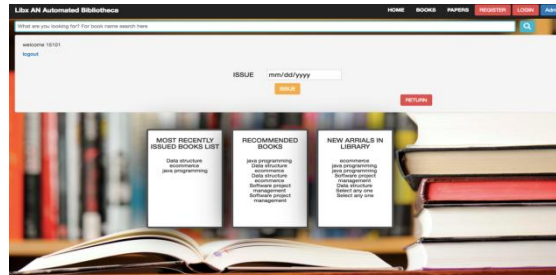 Libx AN Automated Bibliotheca
HOME BOOKS PAPERS REGISTER LOGIN Adm
What are you looking for? For book name search here
welcome 16101
logout
ISSUE mm/dd/yyyy
ISSUE
RETURN
MOST RECENTLY
ISSUED BOOKS LIST
Data structure
ecommerce
java programming
RECOMMENDED
BOOKS
java programming
Data structure
ecommerce
Data structure
ecommerce
Software project
management
Software project
management
NEW ARRIALS IN
LIBRARY
ecommerce
java programming
java programming
Software project
management
Data structure
Select any one
Select any one